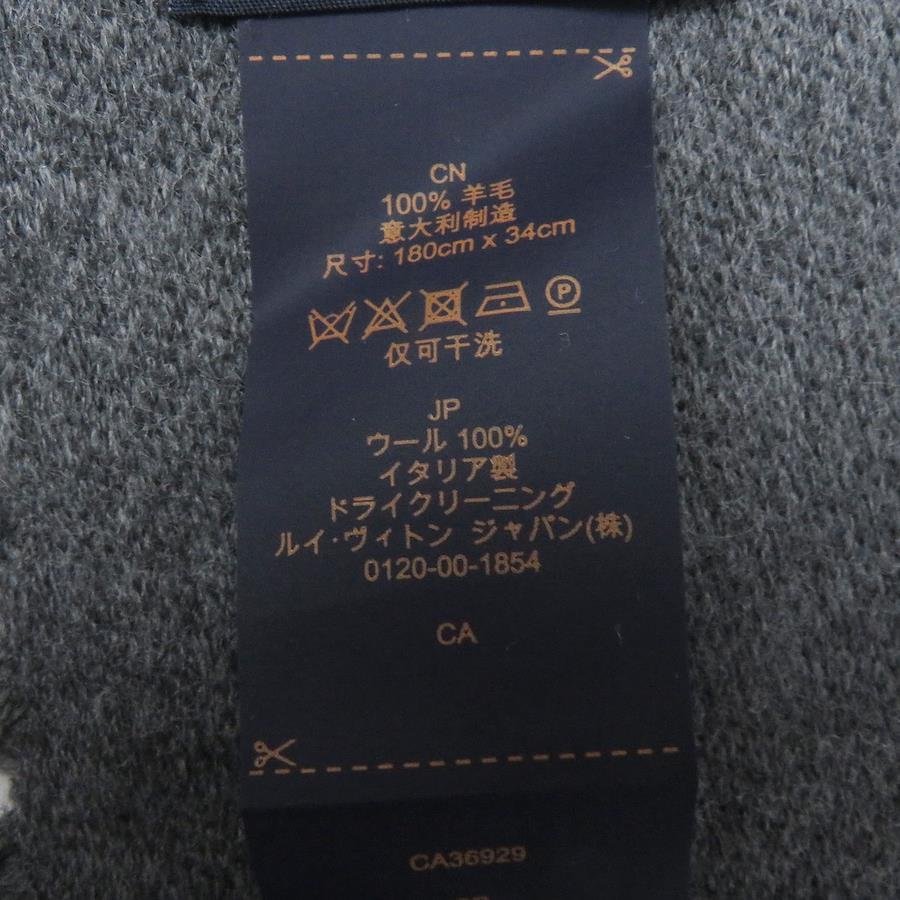 CN
100% 羊毛
意大利制造
尺寸: 180cm x 34cm
P
仅可干洗
JP
ウール 100%
イタリア製
ドライクリーニング
ルイ・ヴィトン ジャパン(株)
0120-00-1854
CA
CA36929